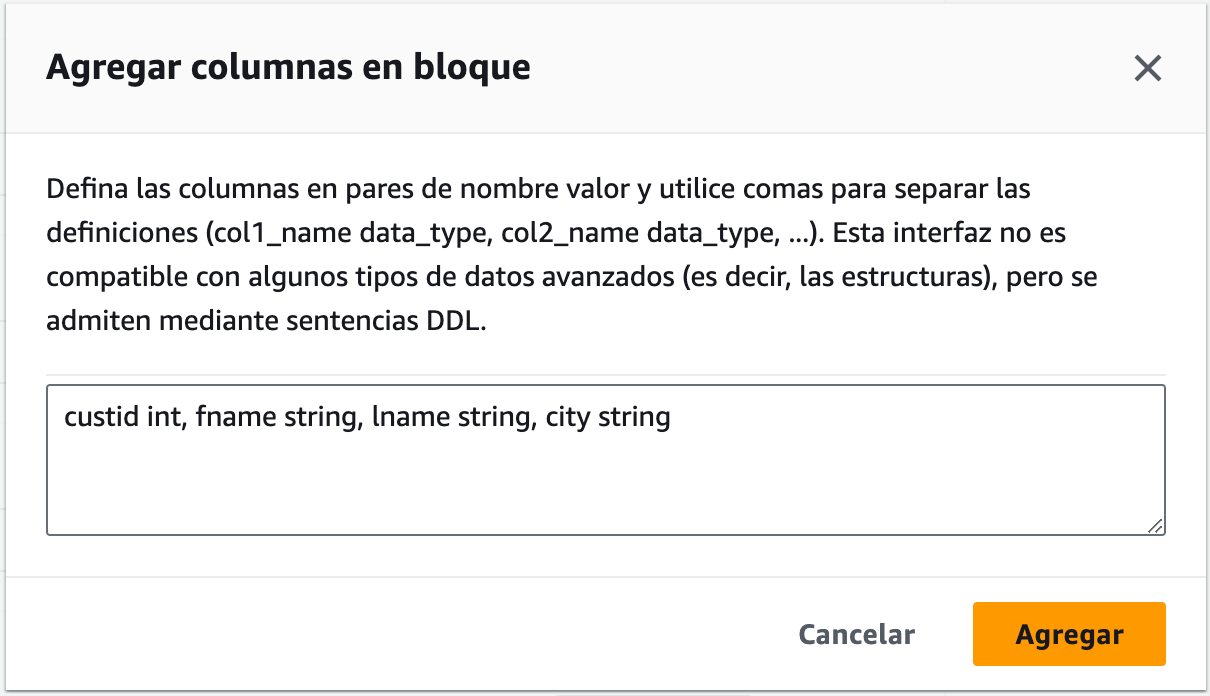 Agregar columnas en bloque
Defina las columnas en pares de nombre valor y utilice comas para separar las
definiciones (col1_name data_type, col2_name data_type, ...). Esta interfaz no es
compatible con algunos tipos de datos avanzados (es decir, las estructuras), pero se
admiten mediante sentencias DDL.
custid int, fname string, lname string, city string
Cancelar
Agregar